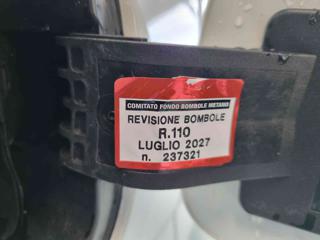 COMITATO FONDO BOMBOLE METANO
REVISIONE BOMBOLE
R.110
LUGLIO 2027
n. 237321